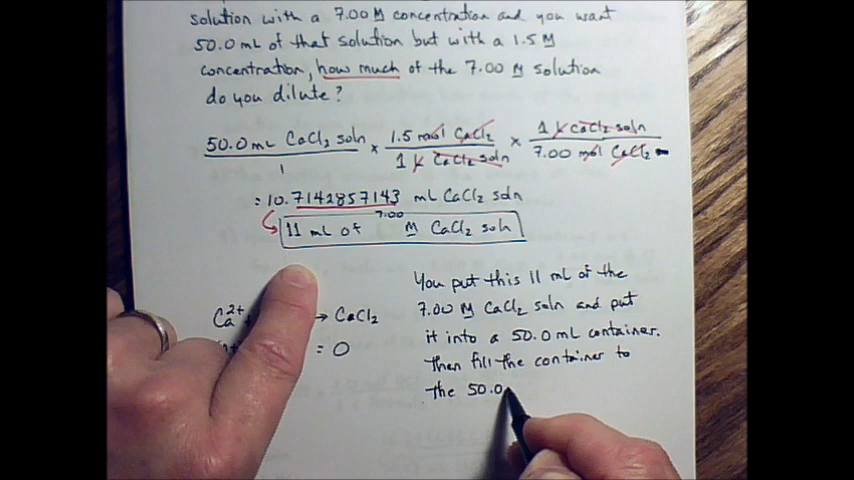 solution with a 7.00 M concentration and you want
50.0 mL of that solution but with a 1.5 M
concentration, how much of the 7.00 M solution
do you dilute?
50.0 mL CaCl2 soln / 1 × 1.5 mol CaCl2 / 1 L CaCl2 soln × 1 L CaCl2 soln / 7.00 mol CaCl2
= 10.7142857143 mL CaCl2 soln
11 mL of 7.00 M CaCl2 soln
You put this 11 mL of the
7.00 M CaCl2 soln and put
it into a 50.0 mL container.
Then fill the container to
the 50.0
Ca2+ → CaCl2
= 0